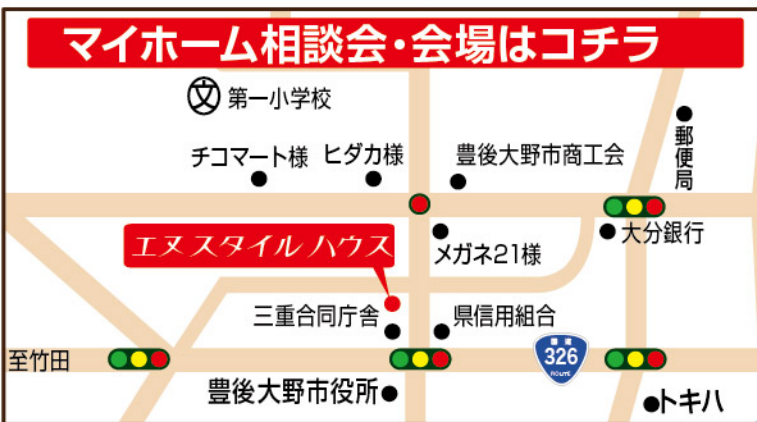 マイホーム相談会・会場はコチラ
文 第一小学校
郵便局
チコマート様 ヒダカ様 豊後大野市商工会
大分銀行
エヌスタイルハウス
メガネ21様
三重合同庁舎 県信用組合
至竹田
国道
326
ROUTE
豊後大野市役所
トキハ